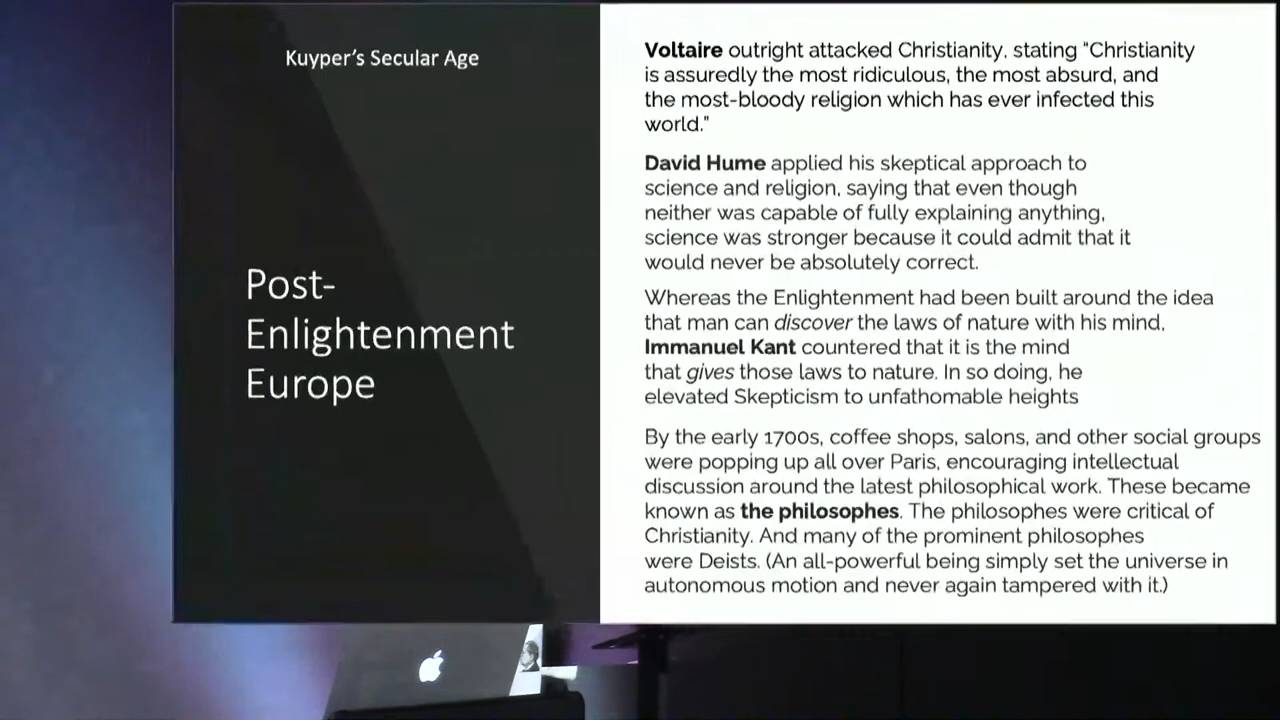 Kuyper's Secular Age
Post-
Enlightenment
Europe
Voltaire outright attacked Christianity, stating "Christianity
is assuredly the most ridiculous, the most absurd, and
the most-bloody religion which has ever infected this
world."
David Hume applied his skeptical approach to
science and religion, saying that even though
neither was capable of fully explaining anything,
science was stronger because it could admit that it
would never be absolutely correct.
Whereas the Enlightenment had been built around the idea
that man can discover the laws of nature with his mind,
Immanuel Kant countered that it is the mind
that gives those laws to nature. In so doing, he
elevated Skepticism to unfathomable heights
By the early 1700s, coffee shops, salons, and other social groups
were popping up all over Paris, encouraging intellectual
discussion around the latest philosophical work. These became
known as the philosophes. The philosophes were critical of
Christianity. And many of the prominent philosophes
were Deists. (An all-powerful being simply set the universe in
autonomous motion and never again tampered with it.)